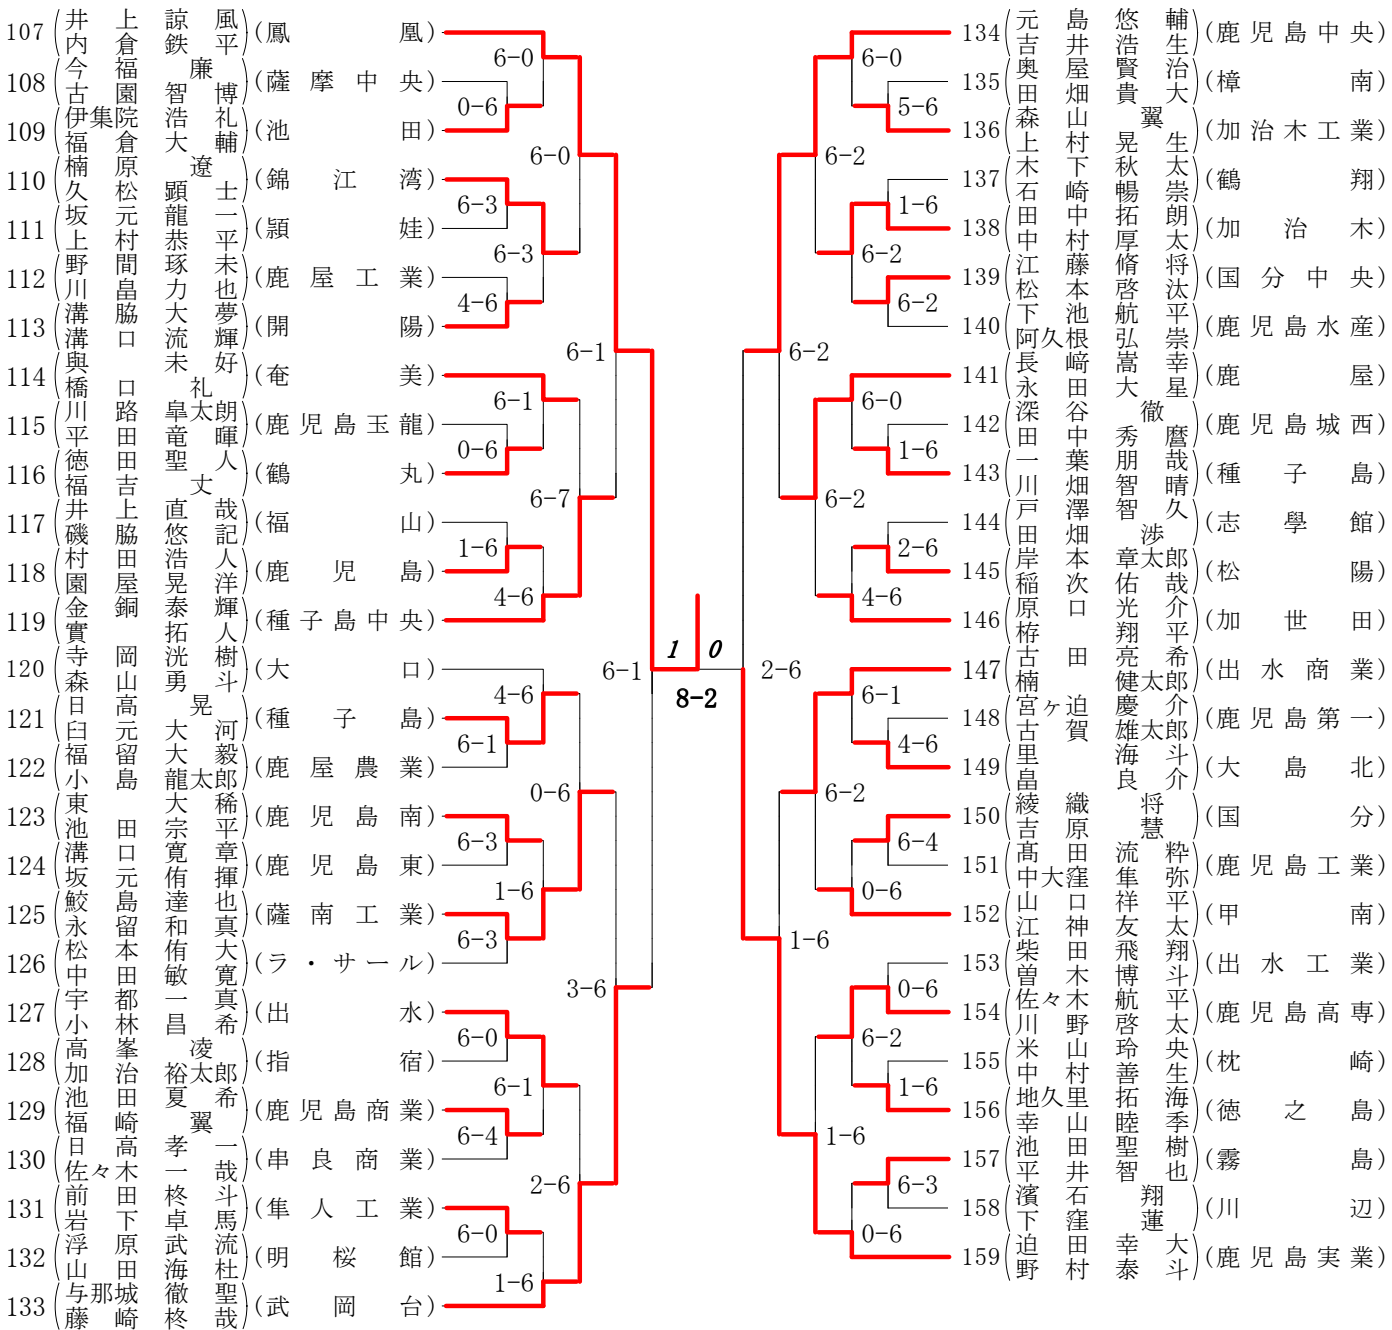 107 井上諒風 内倉鉄平 (鳳凰)
108 今福廉 古園智博 (薩摩中央)
109 伊集院浩礼 福倉大輔 (池田)
110 楠原遼 久松顕士 (錦江湾)
111 坂元龍一 上村恭平 (頴娃)
112 野間琢未 川畠力也 (鹿屋工業)
113 溝脇大夢 溝口流輝 (開陽)
114 與未好 橋口礼 (奄美)
115 川路皐太朗 平田竜暉 (鹿児島玉龍)
116 徳田聖人 福吉丈 (鶴丸)
117 井上直哉 磯脇悠記 (福山)
118 村田浩人 園屋晃洋 (鹿児島)
119 金銅泰輝 實拓人 (種子島中央)
120 寺岡洸樹 森山勇斗 (大口)
121 日高晃 臼元大河 (種子島)
122 福留大毅 小島龍太郎 (鹿屋農業)
123 東大稀 池田宗平 (鹿児島南)
124 溝口寛章 坂元侑揮 (鹿児島東)
125 鮫島達也 永留和真 (薩南工業)
126 松本侑大 中田敏寛 (ラ・サール)
127 宇都一真 小林昌希 (出水)
128 高峯凌 加治裕太郎 (指宿)
129 池田夏希 福崎翼 (鹿児島商業)
130 日高孝一 佐々木一哉 (串良商業)
131 前田柊斗 岩下卓馬 (隼人工業)
132 浮原武流 山田海杜 (明桜館)
133 与那城徹聖 藤崎柊哉 (武岡台)
6-0
0-6
6-0
6-3
6-3
4-6
6-1
6-1
0-6
6-7
1-6
4-6
6-1
4-6
6-1
0-6
6-3
1-6
6-3
3-6
6-0
6-1
6-4
2-6
6-0
1-6
1 0
8-2
134 元島悠輔 吉井浩生 (鹿児島中央)
135 奥屋賢治 田畑貴大 (樟南)
136 森山翼 上村晃生 (加治木工業)
137 木下秋太 石崎暢崇 (鶴翔)
138 田中拓朗 中村厚太 (加治木)
139 江藤脩将 松本啓汰 (国分中央)
140 下池航平 阿久根弘崇 (鹿児島水産)
141 長﨑嵩幸 永田大星 (鹿屋)
142 深谷徹 田中秀麿 (鹿児島城西)
143 一葉朋哉 川畑智晴 (種子島)
144 戸澤智久 田畑渉 (志學館)
145 岸本章太郎 稲次佑哉 (松陽)
146 原口光介 栫翔平 (加世田)
147 古田亮希 楠健太郎 (出水商業)
148 宮ヶ迫慶介 古賀雄太郎 (鹿児島第一)
149 里海斗 畠良介 (大島北)
150 綾織将 吉原慧 (国分)
151 髙田流粋 中大窪隼弥 (鹿児島工業)
152 山口祥平 江神友太 (甲南)
153 柴田飛翔 曽木博斗 (出水工業)
154 佐々木航平 川野啓太 (鹿児島高専)
155 米山玲央 中村善生 (枕崎)
156 地久里拓海 幸山睦季 (徳之島)
157 池田聖樹 平井智也 (霧島)
158 濱石翔 下窪蓮 (川辺)
159 迫田幸大 野村泰斗 (鹿児島実業)
6-0
5-6
6-2
1-6
6-2
6-2
6-2
6-0
1-6
6-2
2-6
4-6
2-6
6-1
4-6
6-2
6-4
0-6
1-6
0-6
6-2
1-6
1-6
6-3
0-6